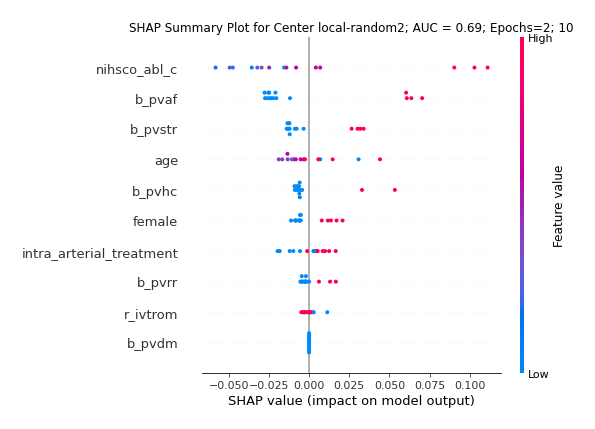 SHAP Summary Plot for Center local-random2; AUC = 0.69; Epochs=2; 10
High
nihsco_abl_c
b_pvaf
b_pvstr
age
b_pvhc
female
intra_arterial_treatment
b_pvrr
r_ivtrom
b_pvdm
Feature value
Low
−0.050 −0.025 0.000 0.025 0.050 0.075 0.100
SHAP value (impact on model output)